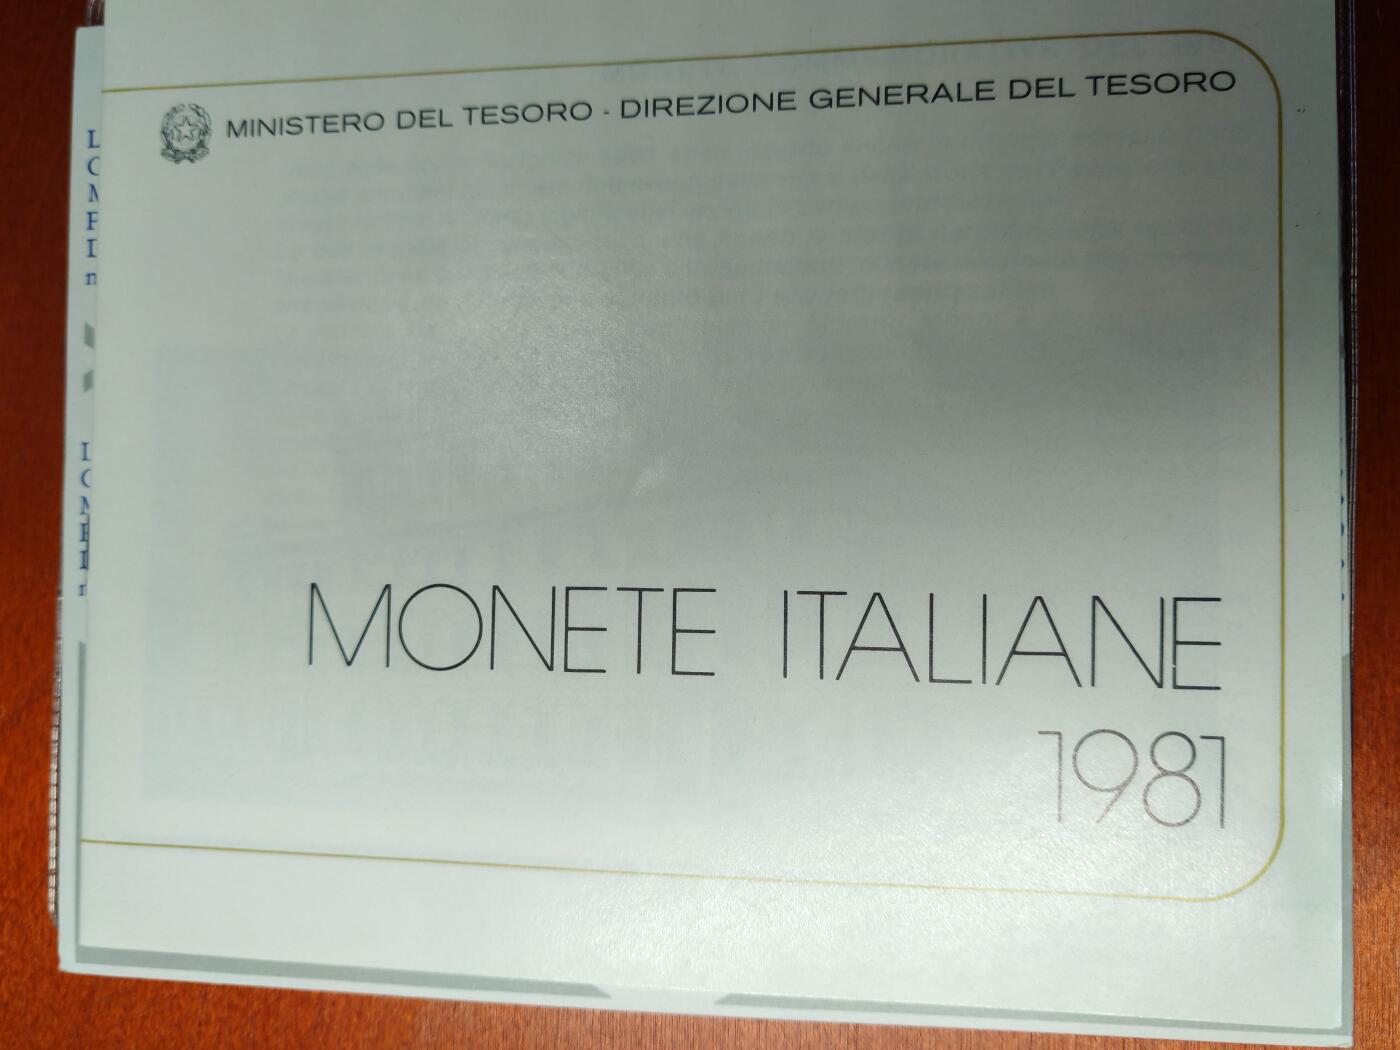 MINISTERO DEL TESORO - DIREZIONE GENERALE DEL TESORO
MONETE ITALIANE
1981